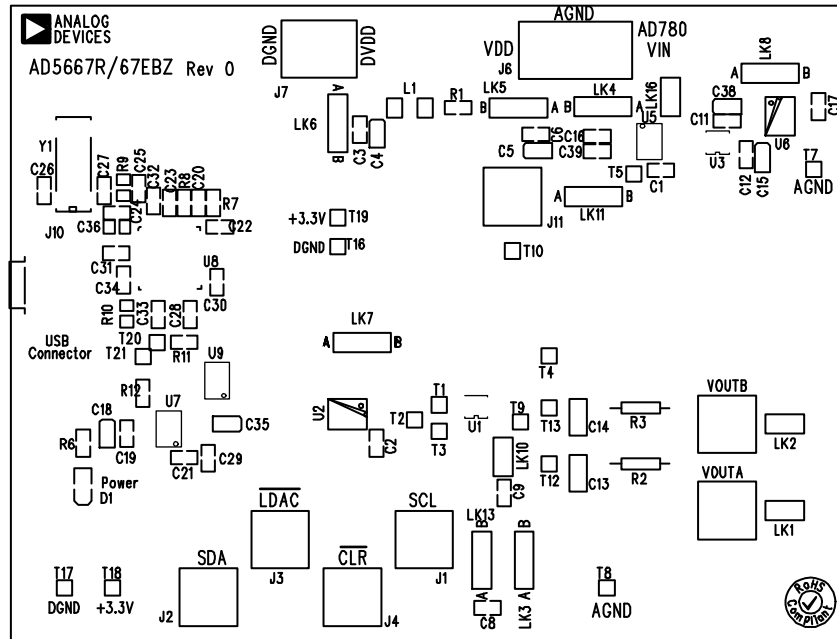 ANALOG
DEVICES
AD5667R/67EBZ Rev 0
DGND
DVDD
J7
AGND
VDD
AD780
VIN
J6
A
LK6
B
L1
R1
LK5
B
A
LK4
B
A
LK16
U5
LK8
A
B
C38
C11
U6
C17
U3
C12
C15
T7
AGND
C3
C4
C6
C5
C16
C39
T5
C1
J11
A
B
LK11
T10
Y1
C26
J10
C27
R9
C25
C32
C23
R8
C20
R7
C24
C36
C22
C31
C34
U8
C30
R10
C33
C28
+3.3V
T19
DGND
T16
USB
Connector
T20
T21
R11
U9
R12
U7
C18
C19
R6
C35
C21
C29
Power
D1
LK7
A
B
U2
C2
T1
T2
T3
U1
T9
T4
T13
C14
R3
LK10
C9
T12
C13
R2
VOUTB
LK2
VOUTA
LK1
LDAC
J3
SCL
J1
LK13
B
A
C8
B
LK3
A
T17
DGND
T18
+3.3V
SDA
J2
CLR
J4
T8
AGND
RoHS
Compliant